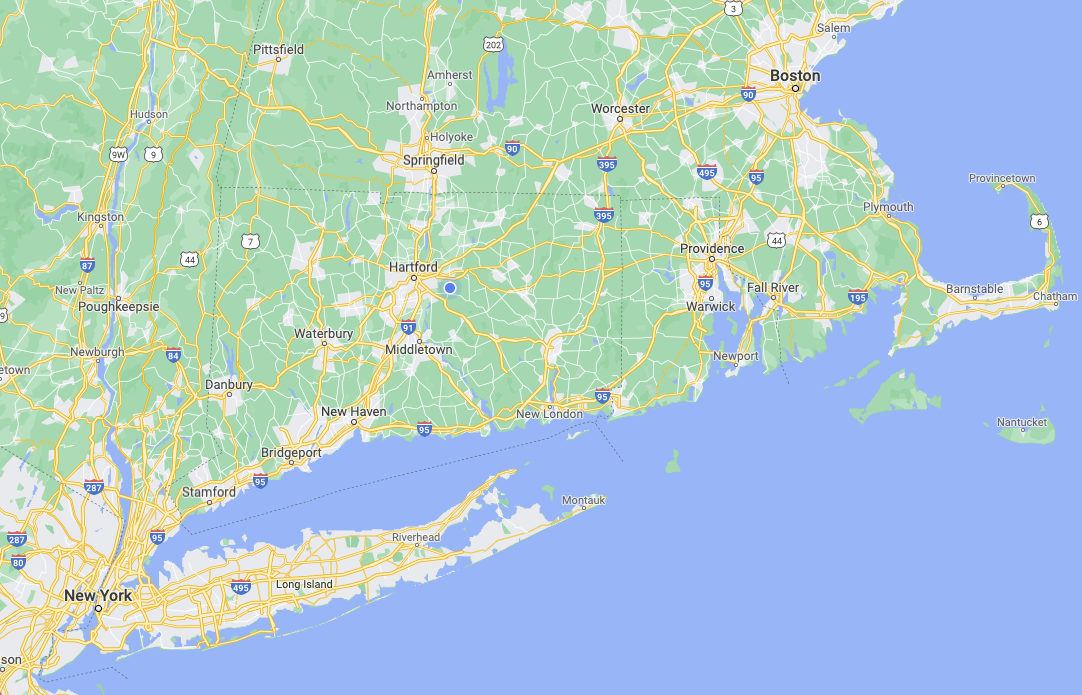 3
Salem
202
Pittsfield
Boston
Amherst
90
Northampton
Worcester
Hudson
Holyoke
90
9W
9
Springfield
395
495
95
Provincetown
Plymouth
395
Kingston
6
7
44
Providence
44
87
Hartford
New Paltz
95
Fall River
Barnstable
195
Chatham
Poughkeepsie
Warwick
9
91
Waterbury
Middletown
Newburgh
84
Newport
etown
Danbury
95
New Haven
New London
Nantucket
95
Bridgeport
95
287
Stamford
Montauk
287
95
Riverhead
80
495
Long Island
New York
son